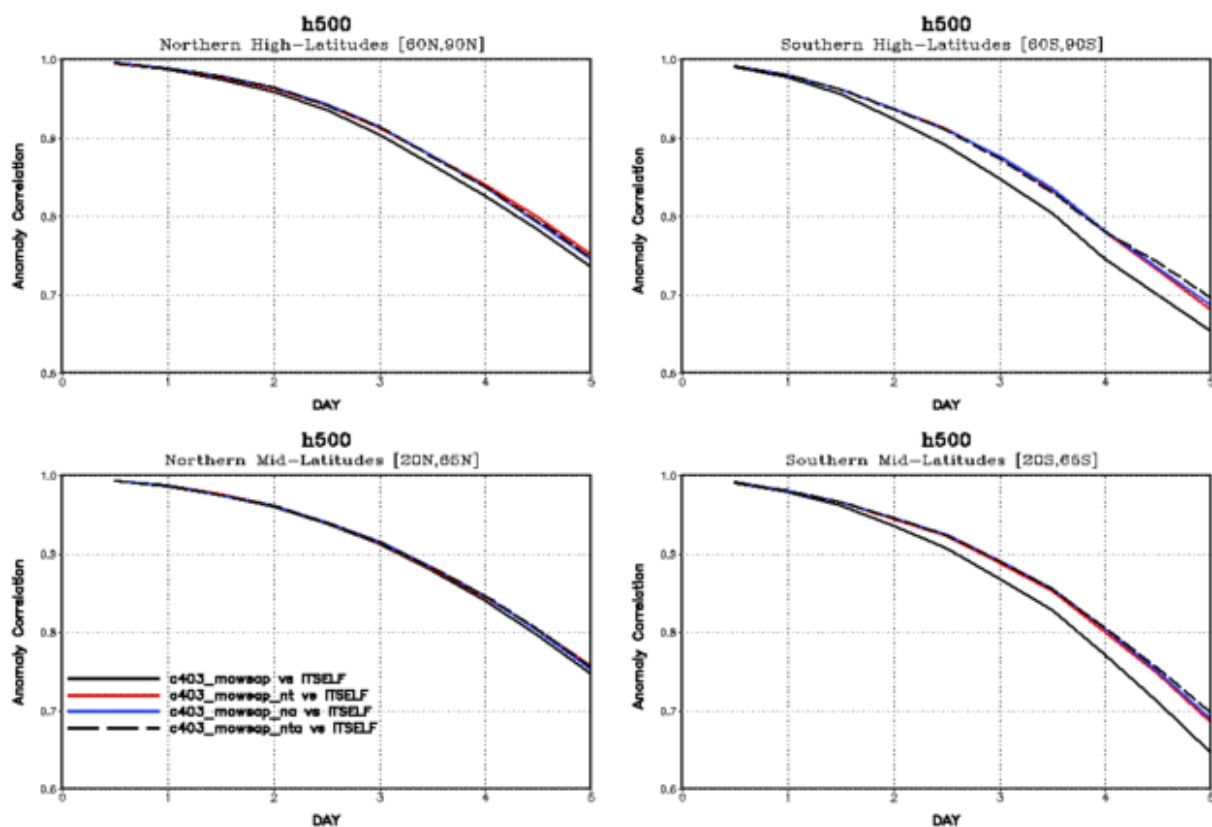 h500
Northern High-Latitudes [60N,90N]
1.0
0.9
0.8
0.7
0.6
Anomaly Correlation
0
1
2
3
4
5
DAY
h500
Southern High-Latitudes [60S,90S]
1.0
0.9
0.8
0.7
0.6
Anomaly Correlation
0
1
2
3
4
5
DAY
h500
Northern Mid-Latitudes [20N,65N]
1.0
0.9
0.8
0.7
0.6
Anomaly Correlation
c403_mowsap vs ITSELF
c403_mowsap_nt vs ITSELF
c403_mowsap_na vs ITSELF
c403_mowsap_nta vs ITSELF
0
1
2
3
4
5
DAY
h500
Southern Mid-Latitudes [20S,65S]
1.0
0.9
0.8
0.7
0.6
Anomaly Correlation
0
1
2
3
4
5
DAY